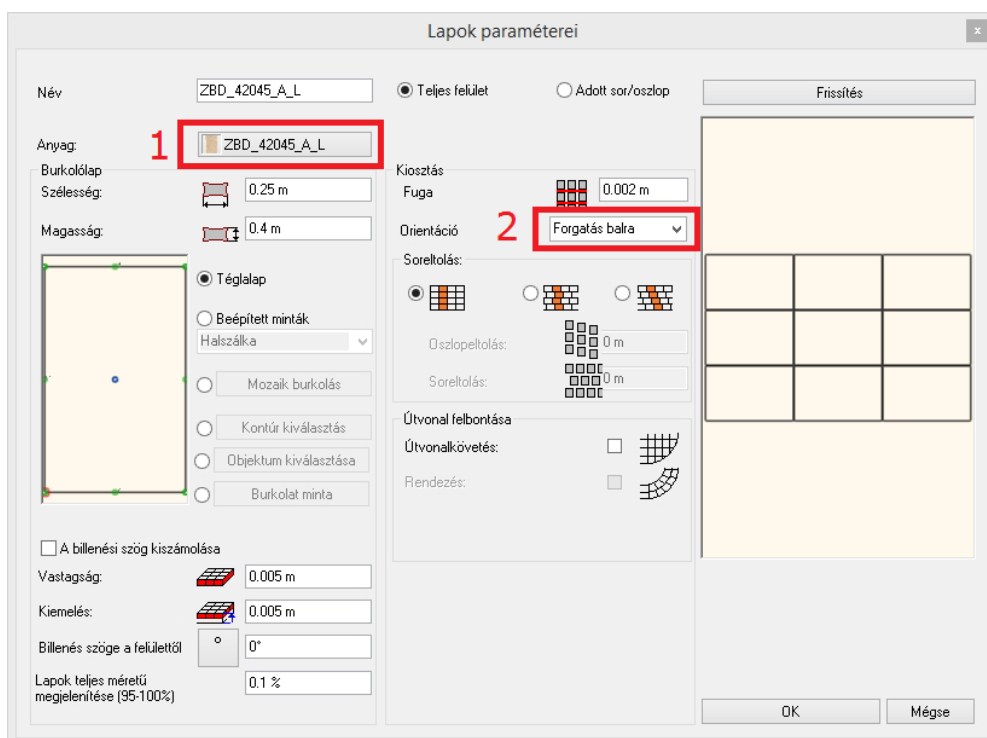 Lapok paraméterei
x
Név
ZBD_42045_A_L
Teljes felület
Adott sor/oszlop
Frissítés
Anyag:
1
ZBD_42045_A_L
Burkolólap
Szélesség:
0.25 m
Magasság:
0.4 m
Téglalap
Beépített minták
Halszálka
Mozaik burkolás
Kontúr kiválasztás
Objektum kiválasztása
Burkolat minta
A billenési szög kiszámolása
Vastagság:
0.005 m
Kiemelés:
0.005 m
Billenés szöge a felülettől
°
0°
Lapok teljes méretű
megjelenítése (95-100%)
0.1 %
Kiosztás
Fuga
0.002 m
Orientáció
2
Forgatás balra
Soreltolás:
Oszlopeltolás:
0 m
Soreltolás:
0 m
Útvonal felbontása
Útvonalkövetés:
Rendezés:
OK
Mégse